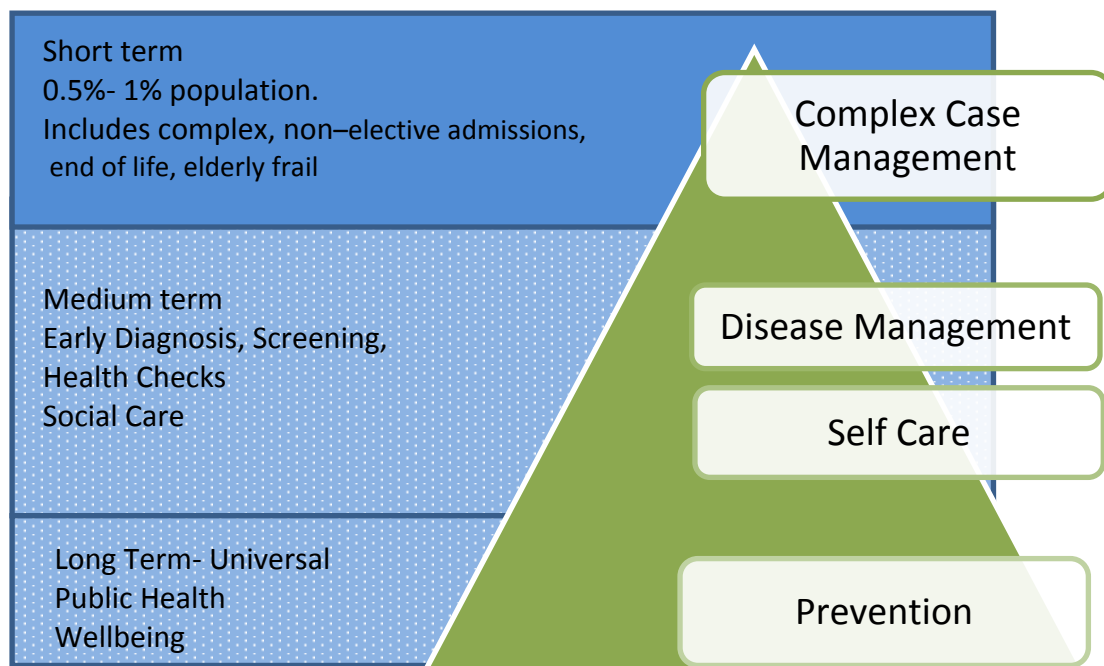 Short term
0.5%- 1% population.
Includes complex, non–elective admissions,
end of life, elderly frail
Complex Case
Management
Medium term
Early Diagnosis, Screening,
Health Checks
Social Care
Disease Management
Self Care
Long Term- Universal
Public Health
Wellbeing
Prevention